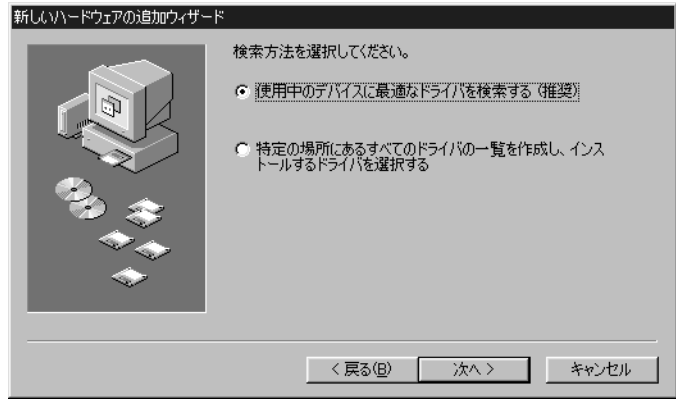 新しいハードウェアの追加ウィザード
検索方法を選択してください。
使用中のデバイスに最適なドライバを検索する (推奨)
特定の場所にあるすべてのドライバの一覧を作成し、インス
トールするドライバを選択する
< 戻る(B)
次へ >
キャンセル